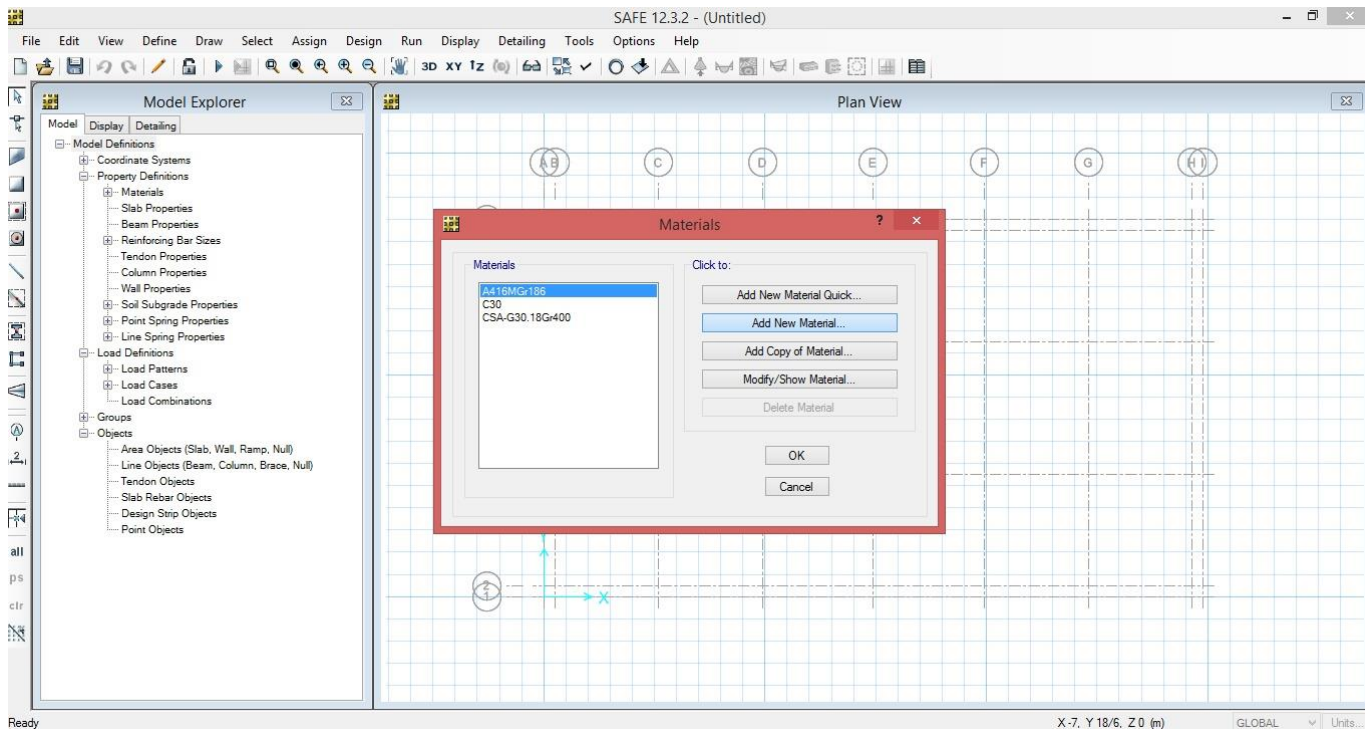 SAFE 12.3.2 - (Untitled)
File Edit View Define Draw Select Assign Design Run Display Detailing Tools Options Help
3D XY
Model Explorer
Model Display Detailing
Model Definitions
Coordinate Systems
Property Definitions
Materials
Slab Properties
Beam Properties
Reinforcing Bar Sizes
Tendon Properties
Column Properties
Wall Properties
Soil Subgrade Properties
Point Spring Properties
Line Spring Properties
Load Definitions
Load Patterns
Load Cases
Load Combinations
Groups
Objects
Area Objects (Slab, Wall, Ramp, Null)
Line Objects (Beam, Column, Brace, Null)
Tendon Objects
Slab Rebar Objects
Design Strip Objects
Point Objects
all
ps
clr
Plan View
A B C D E F G H I
Materials ?
Materials
A416MGr186
C30
CSA-G30.18Gr400
Click to:
Add New Material Quick...
Add New Material...
Add Copy of Material...
Modify/Show Material...
Delete Material
OK
Cancel
2
1
X
Ready
X -7, Y 18/6, Z 0 (m)
GLOBAL
Units...